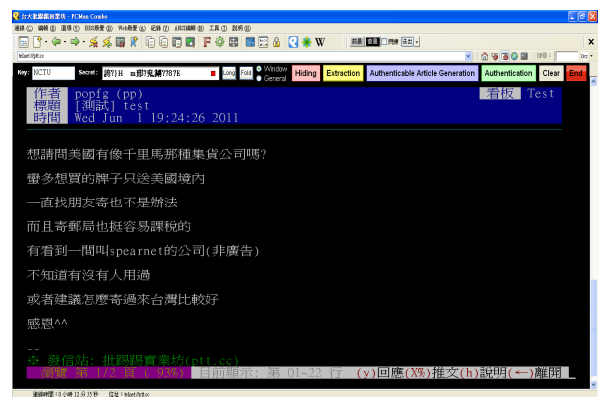 台大批踢踢實業坊 - PCMan Combo
Key: NCTU Secret: Long Fold Window General Hiding Extraction Authenticable Article Generation Authentication Clear End
作者 popfg (pp) 看板 Test
標題 [測試] test
時間 Wed Jun 1 19:24:26 2011
想請問美國有像千里馬那種集貨公司嗎?
蠻多想買的牌子只送美國境內
一直找朋友寄也不是辦法
而且寄郵局也挺容易課稅的
有看到一間叫spearnet的公司(非廣告)
不知道有沒有人用過
或者建議怎麼寄過來台灣比較好
感恩^^
--
※ 發信站: 批踢踢實業坊(ptt.cc)
瀏覽 第 1/2 頁 ( 93%) 目前顯示: 第 01~22 行 (y)回應(X%)推文(h)說明(←)離開